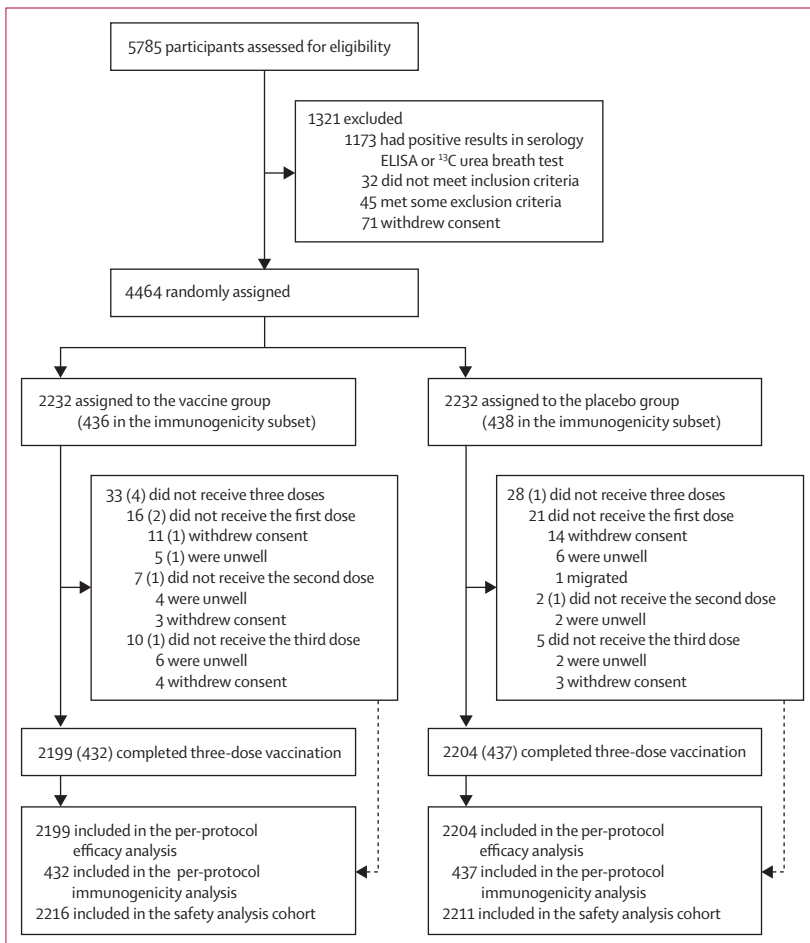 5785 participants assessed for eligibility
1321 excluded
1173 had positive results in serology
ELISA or ¹³C urea breath test
32 did not meet inclusion criteria
45 met some exclusion criteria
71 withdrew consent
4464 randomly assigned
2232 assigned to the vaccine group
(436 in the immunogenicity subset)
2232 assigned to the placebo group
(438 in the immunogenicity subset)
33 (4) did not receive three doses
16 (2) did not receive the first dose
11 (1) withdrew consent
5 (1) were unwell
7 (1) did not receive the second dose
4 were unwell
3 withdrew consent
10 (1) did not receive the third dose
6 were unwell
4 withdrew consent
28 (1) did not receive three doses
21 did not receive the first dose
14 withdrew consent
6 were unwell
1 migrated
2 (1) did not receive the second dose
2 were unwell
5 did not receive the third dose
2 were unwell
3 withdrew consent
2199 (432) completed three-dose vaccination
2204 (437) completed three-dose vaccination
2199 included in the per-protocol
efficacy analysis
432 included in the per-protocol
immunogenicity analysis
2216 included in the safety analysis cohort
2204 included in the per-protocol
efficacy analysis
437 included in the per-protocol
immunogenicity analysis
2211 included in the safety analysis cohort